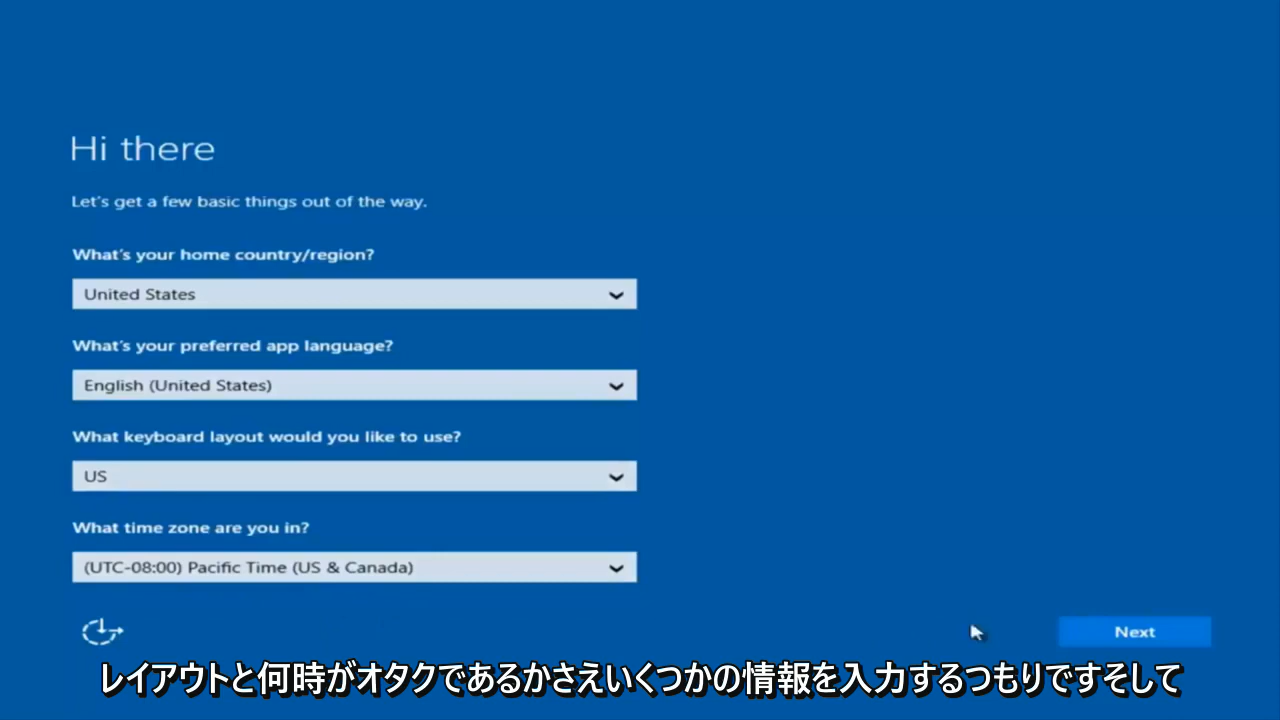 Hi there
Let's get a few basic things out of the way.
What's your home country/region?
United States
What's your preferred app language?
English (United States)
What keyboard layout would you like to use?
US
What time zone are you in?
(UTC-08:00) Pacific Time (US & Canada)
Next
レイアウトと何時がオタクであるかさえいくつかの情報を入力するつもりですそして